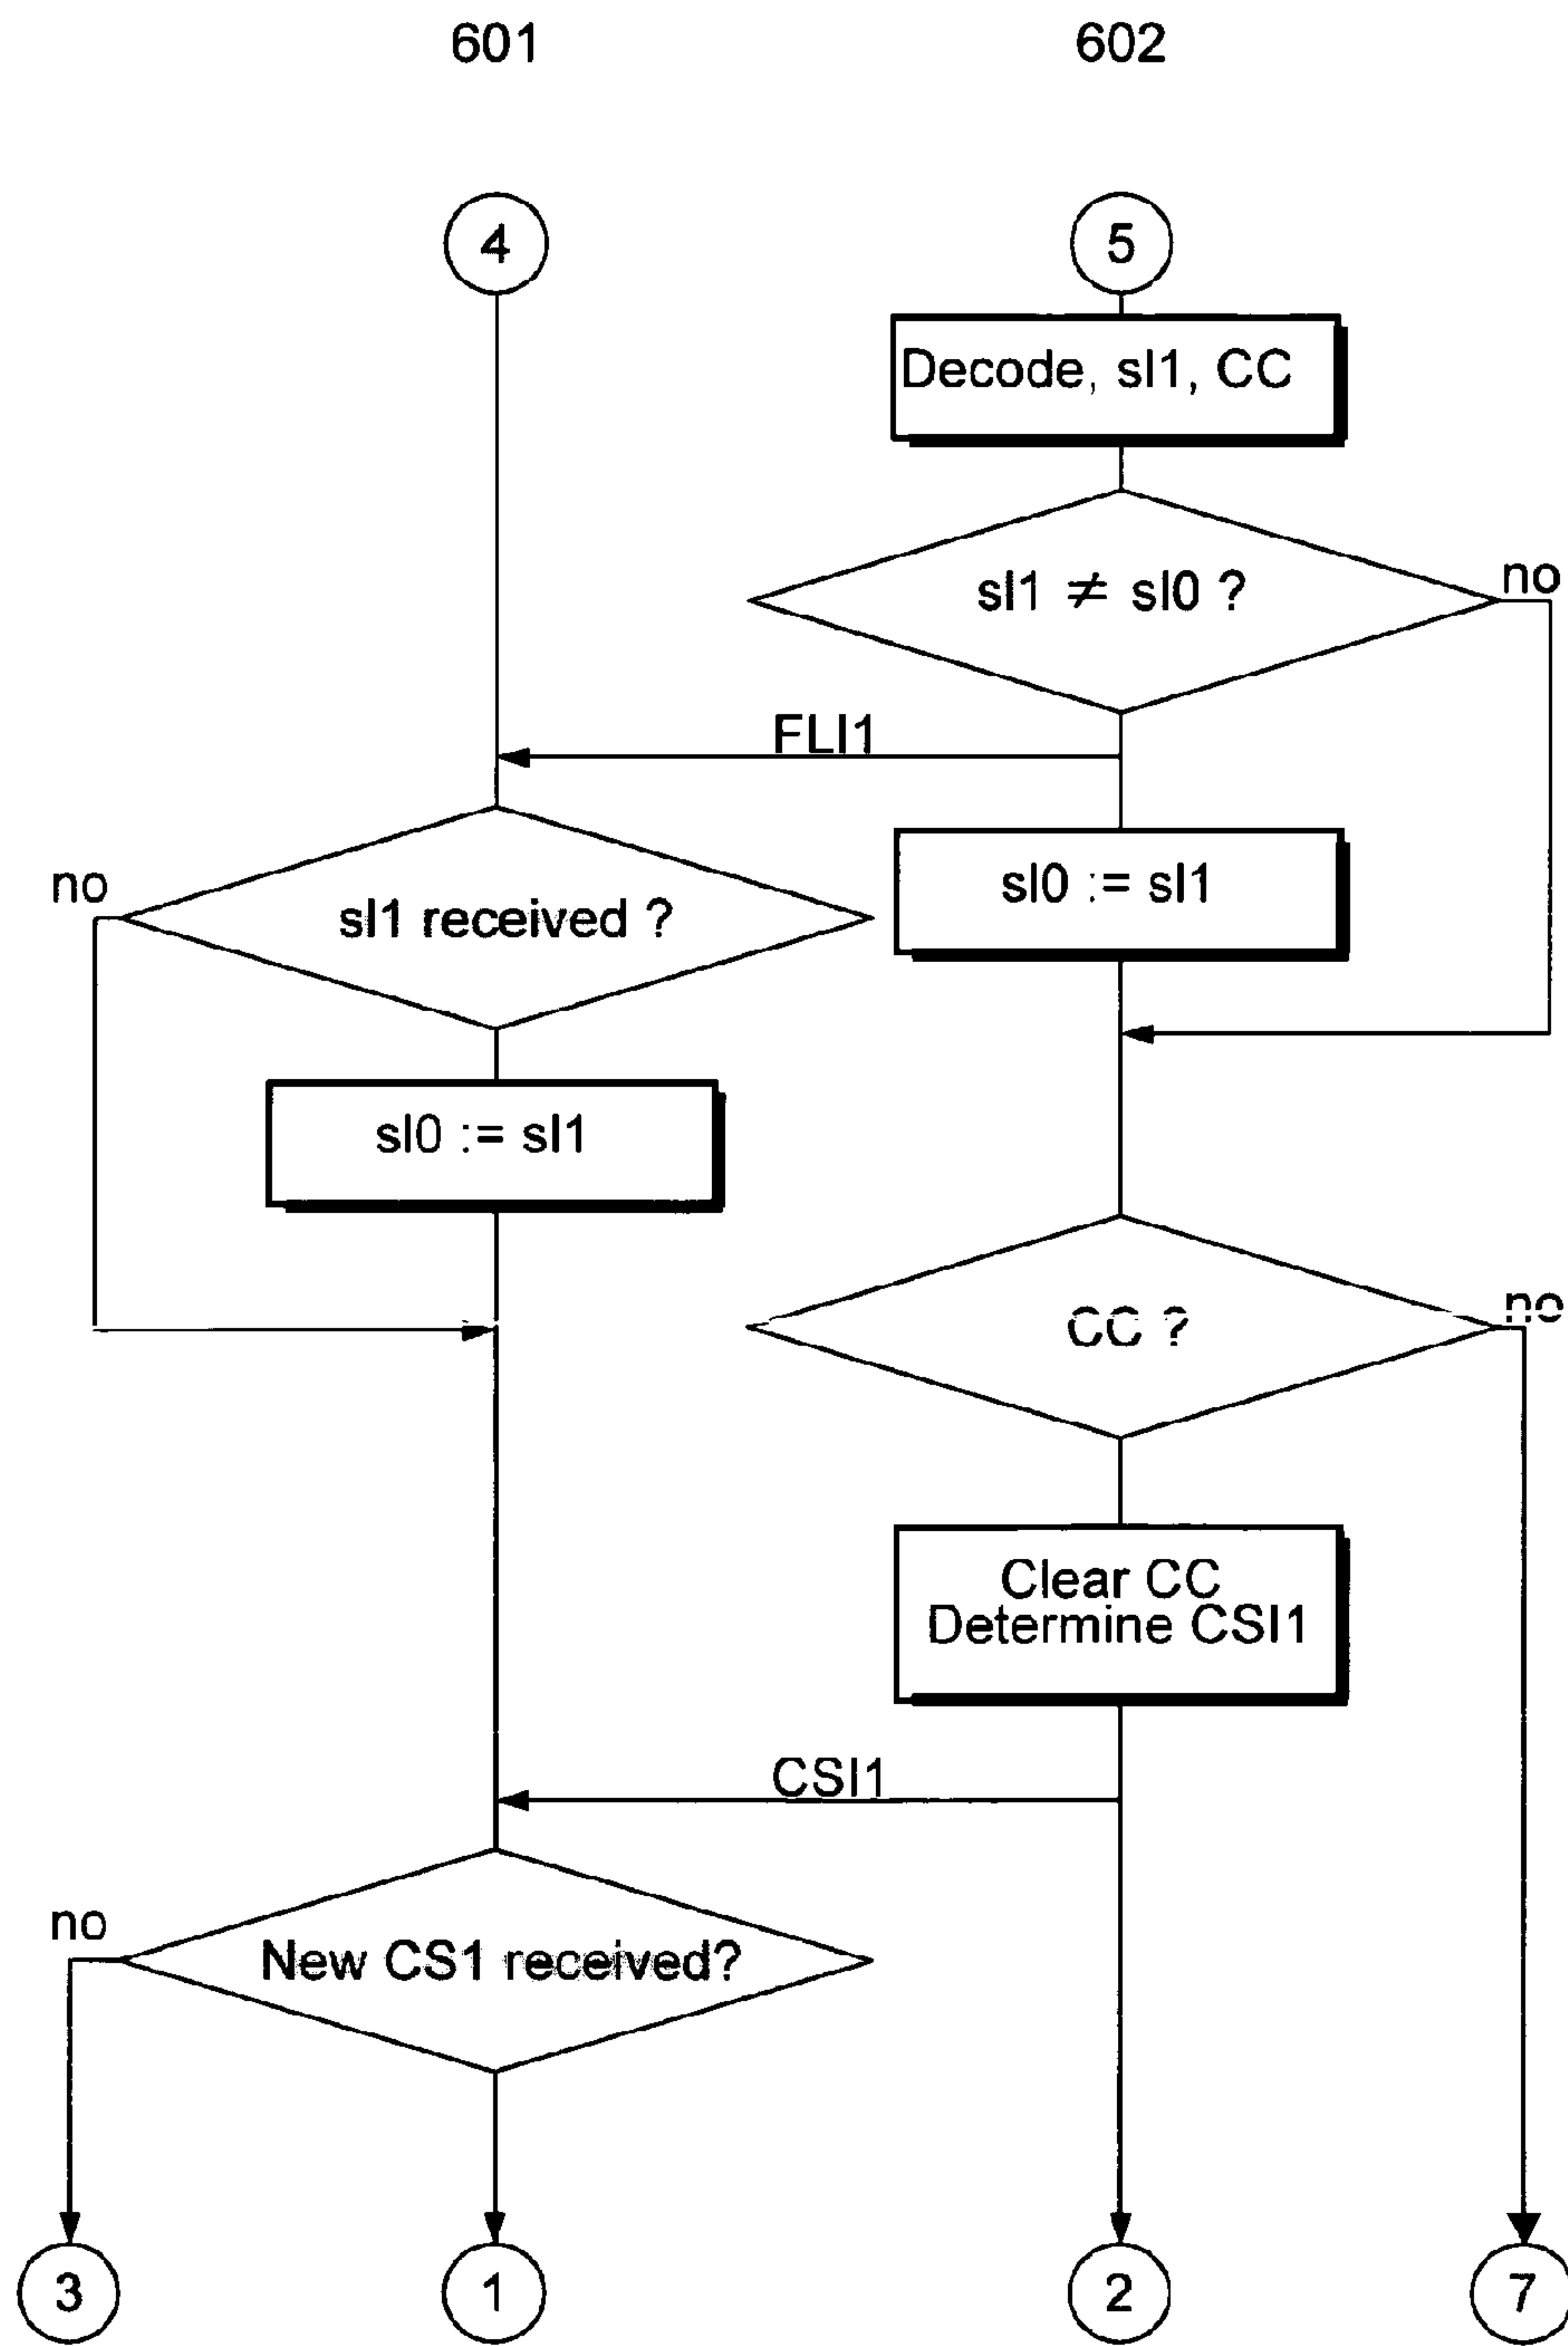 601
602
4
5
Decode, sl1, CC
sl1 ≠ sl0 ?
no
FLI1
sl0 := sl1
no
sl1 received ?
sl0 := sl1
no
CC ?
Clear CC
Determine CSI1
CSI1
no
New CS1 received?
3
1
2
7